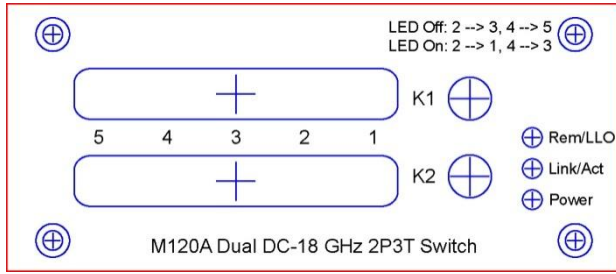 LED Off: 2 --> 3, 4 --> 5
LED On: 2 --> 1, 4 --> 3
K1
5 4 3 2 1
Rem/LLO
K2
Link/Act
Power
M120A Dual DC-18 GHz 2P3T Switch